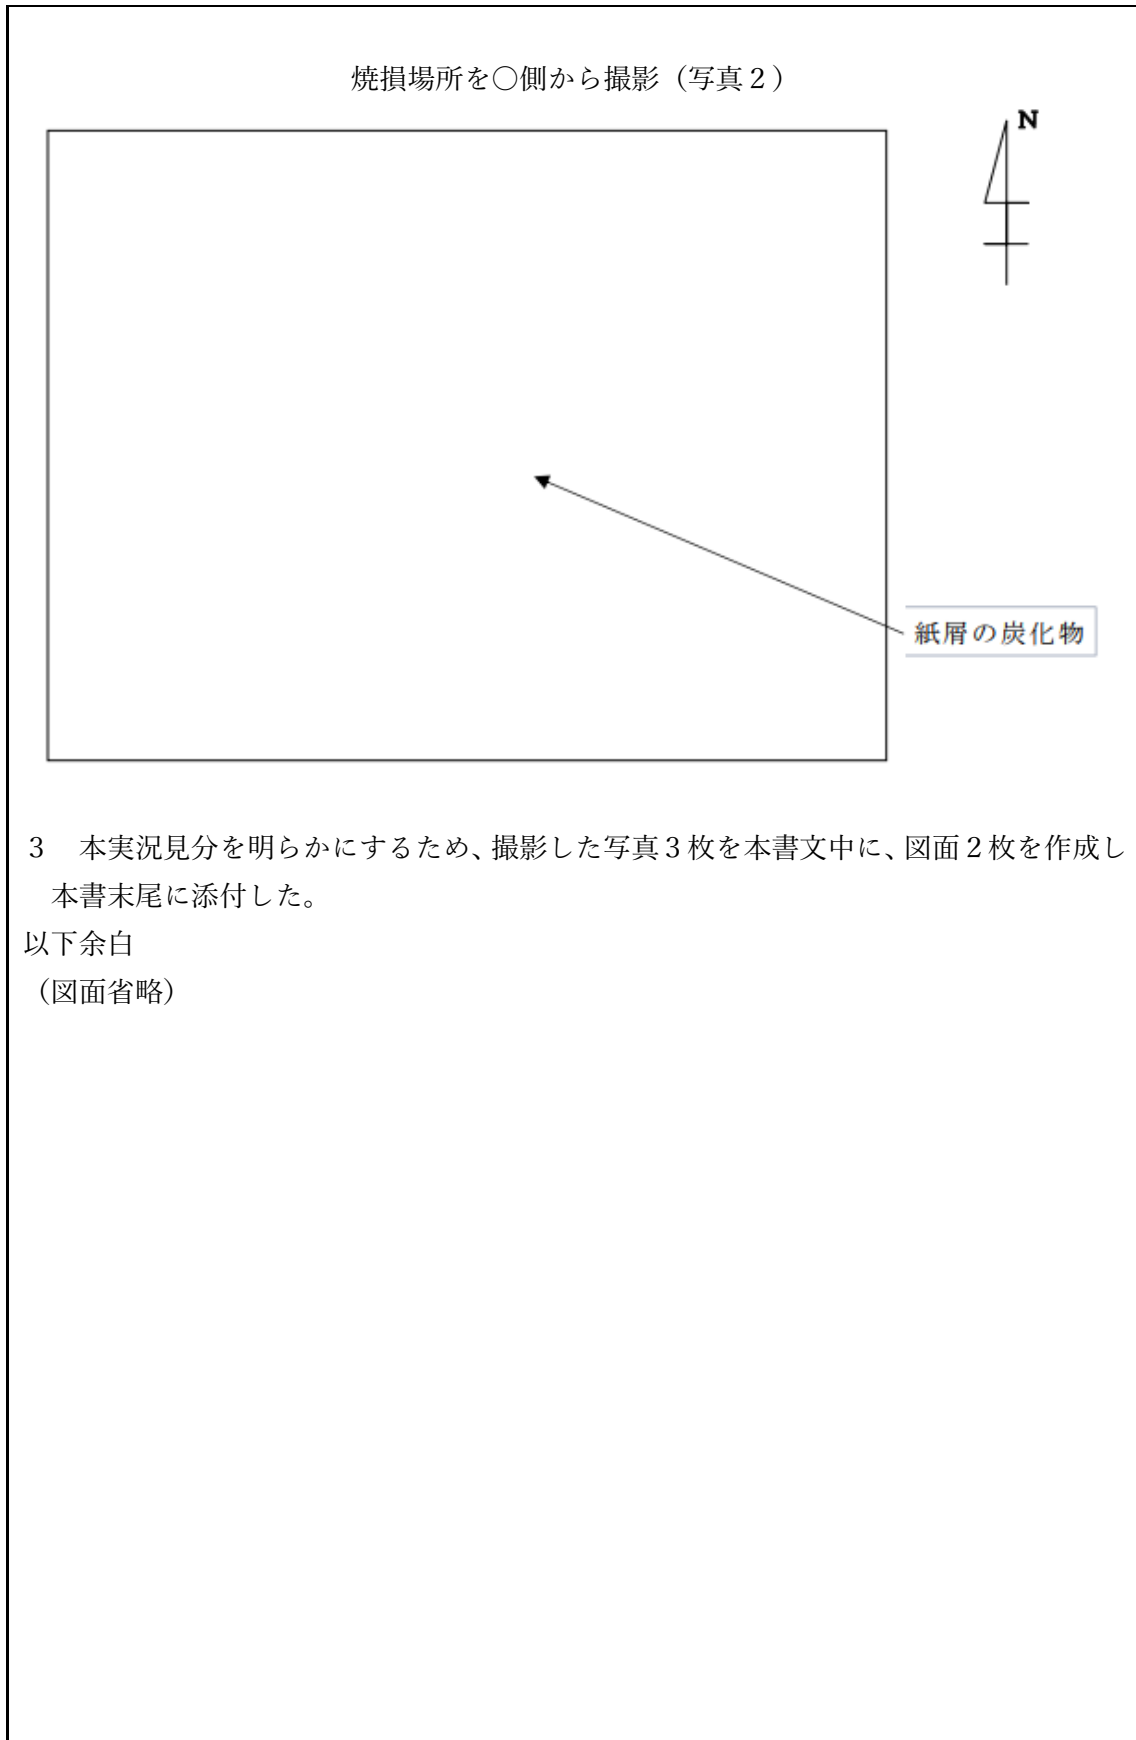 焼損場所を○側から撮影（写真２）
N
紙屑の炭化物
３　本実況見分を明らかにするため、撮影した写真３枚を本書文中に、図面２枚を作成し
本書末尾に添付した。
以下余白
（図面省略）